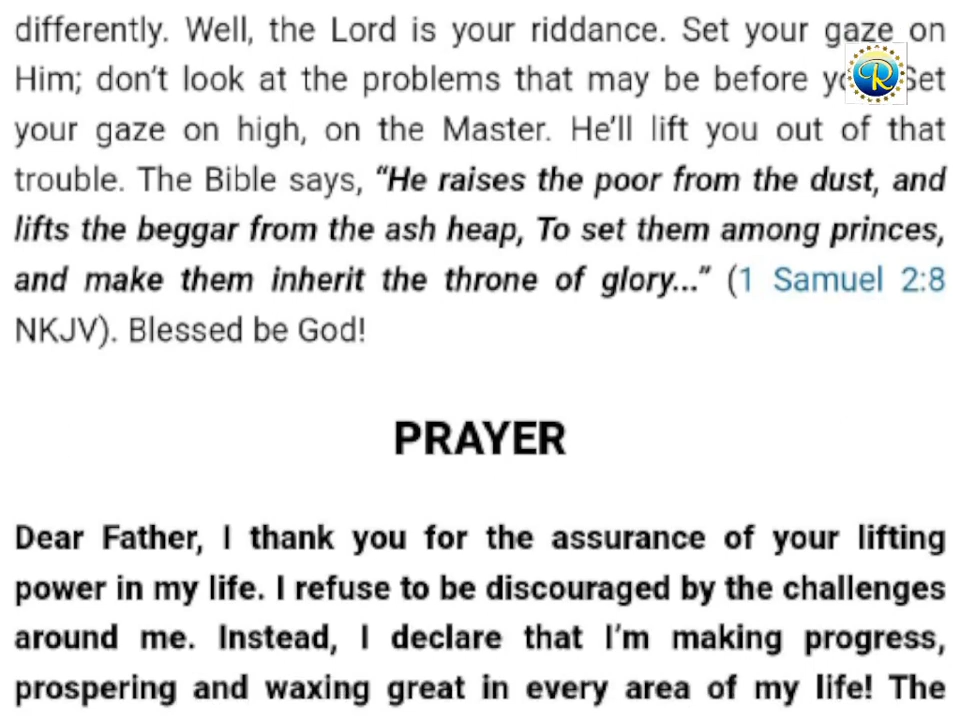 differently. Well, the Lord is your riddance. Set your gaze on
Him; don't look at the problems that may be before Set
your gaze on high, on the Master. He'll lift you out of that
trouble. The Bible says, "He raises the poor from the dust, and
lifts the beggar from the ash heap, To set them among princes,
and make them inherit the throne of glory..." (1 Samuel 2:8
NKJV). Blessed be God!
PRAYER
Dear Father, I thank you for the assurance of your lifting
power in my life. I refuse to be discouraged by the challenges
around me. Instead, I declare that I'm making progress,
prospering and waxing great in every area of my life! The
R